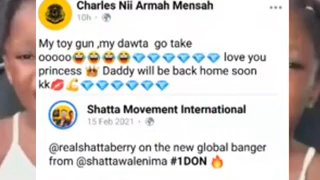 Charles Nii Armah Mensah
10h ·
My toy gun ,my dawta go take
ooooo😂😂😂😂💎💎💎💎💎 love you
princess 👑 Daddy will be back home soon
kk💋💪💎💎💎💎💎💎💎💎💎
Shatta Movement International
15 Feb 2021 ·
@realshattaberry on the new global banger
from @shattawalenima #1DON 🔥